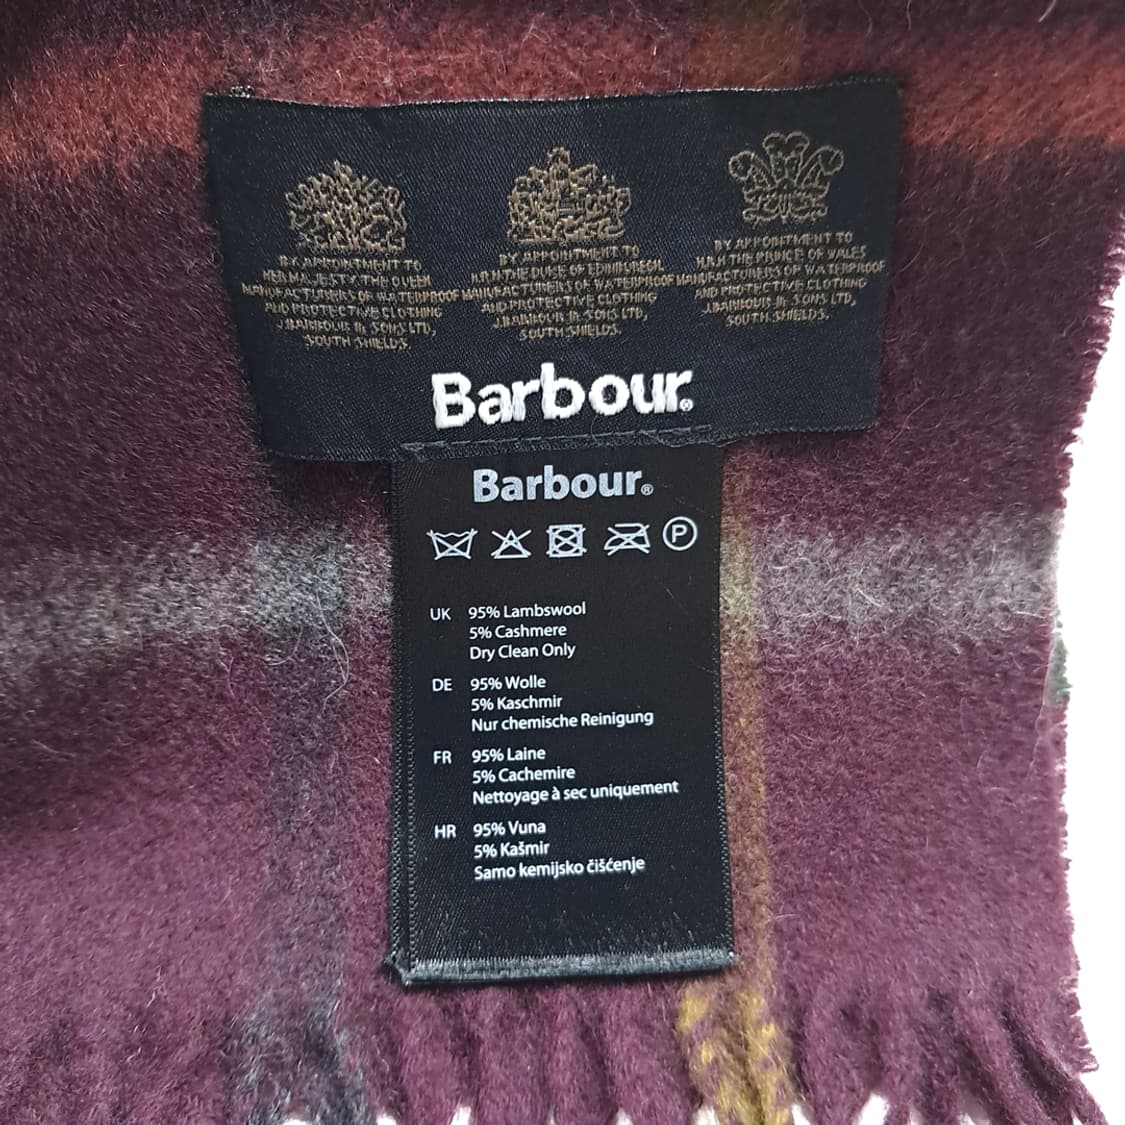 BY APPOINTMENT TO
HER MAJESTY THE QUEEN
MANUFACTURERS OF WATERPROOF
AND PROTECTIVE CLOTHING
J.BARBOUR & SONS LTD,
SOUTH SHIELDS.
BY APPOINTMENT TO
H.R.H THE DUKE OF EDINBURGH
MANUFACTURERS OF WATERPROOF
AND PROTECTIVE CLOTHING
J.BARBOUR & SONS LTD,
SOUTH SHIELDS.
BY APPOINTMENT TO
H.R.H THE PRINCE OF WALES
MANUFACTURERS OF WATERPROOF
AND PROTECTIVE CLOTHING
J.BARBOUR & SONS LTD,
SOUTH SHIELDS.
Barbour®
Barbour®
P
UK 95% Lambswool
5% Cashmere
Dry Clean Only
DE 95% Wolle
5% Kaschmir
Nur chemische Reinigung
FR 95% Laine
5% Cachemire
Nettoyage à sec uniquement
HR 95% Vuna
5% Kašmir
Samo kemijsko čišćenje